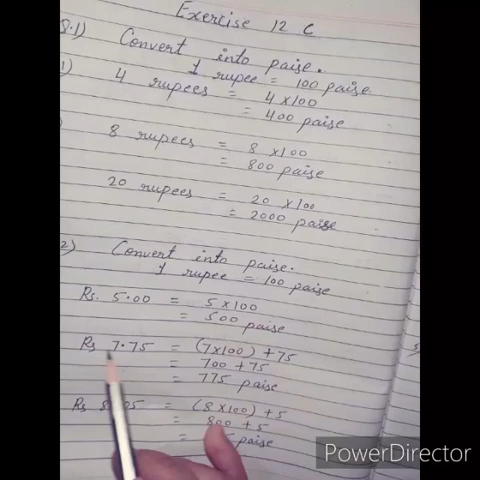 Exercise 12 C
Q.1) Convert into paise.
1 rupee = 100 paise
1) 4 rupees = 4 x 100
= 400 paise
8 rupees = 8 x 100
= 800 paise
20 rupees = 20 x 100
= 2000 paise
2) Convert into paise.
1 rupee = 100 paise
Rs. 5.00 = 5 x 100
= 500 paise
Rs 7.75 = (7x100) + 75
= 700 + 75
= 775 paise
Rs = (8 x 100) + 5
= 800 + 5
= paise
PowerDirector